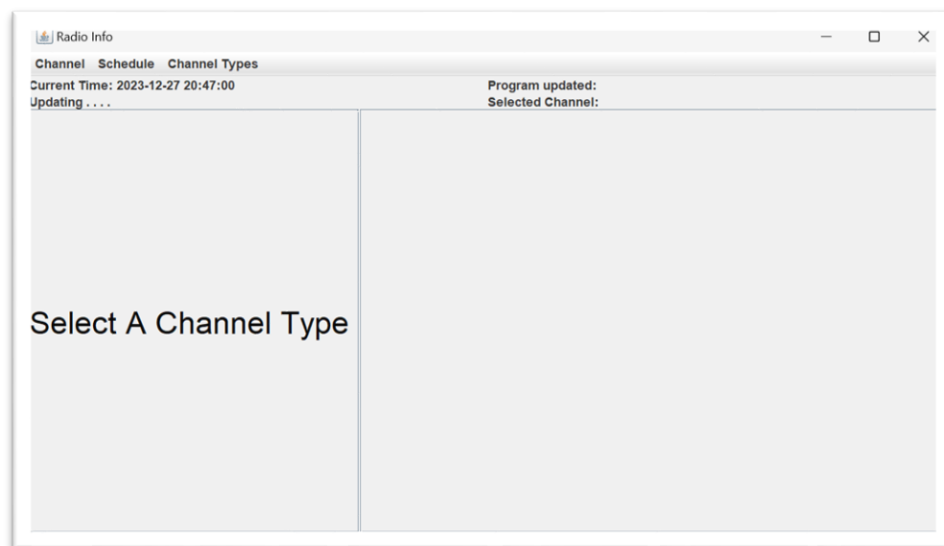 Radio Info
Channel Schedule Channel Types
Current Time: 2023-12-27 20:47:00 Program updated:
Updating . . . . Selected Channel:
Select A Channel Type